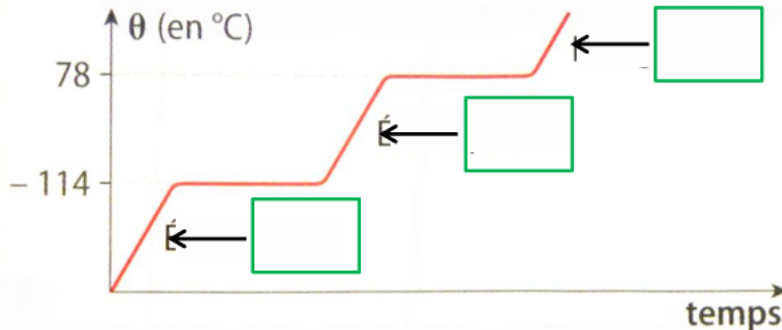 θ (en °C)
78
É
– 114
É
temps